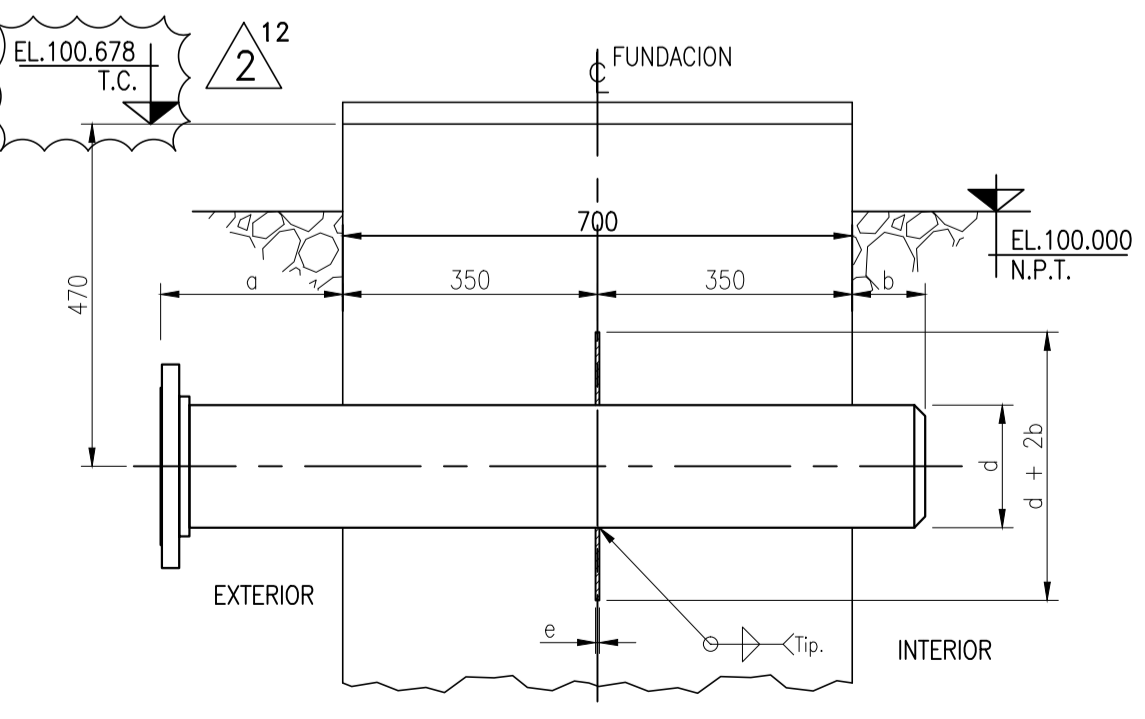 EL.100.678
T.C.
12
2
℄ FUNDACION
700
EL.100.000
N.P.T.
470
a
350
350
b
d
d + 2b
EXTERIOR
e
Tip.
INTERIOR